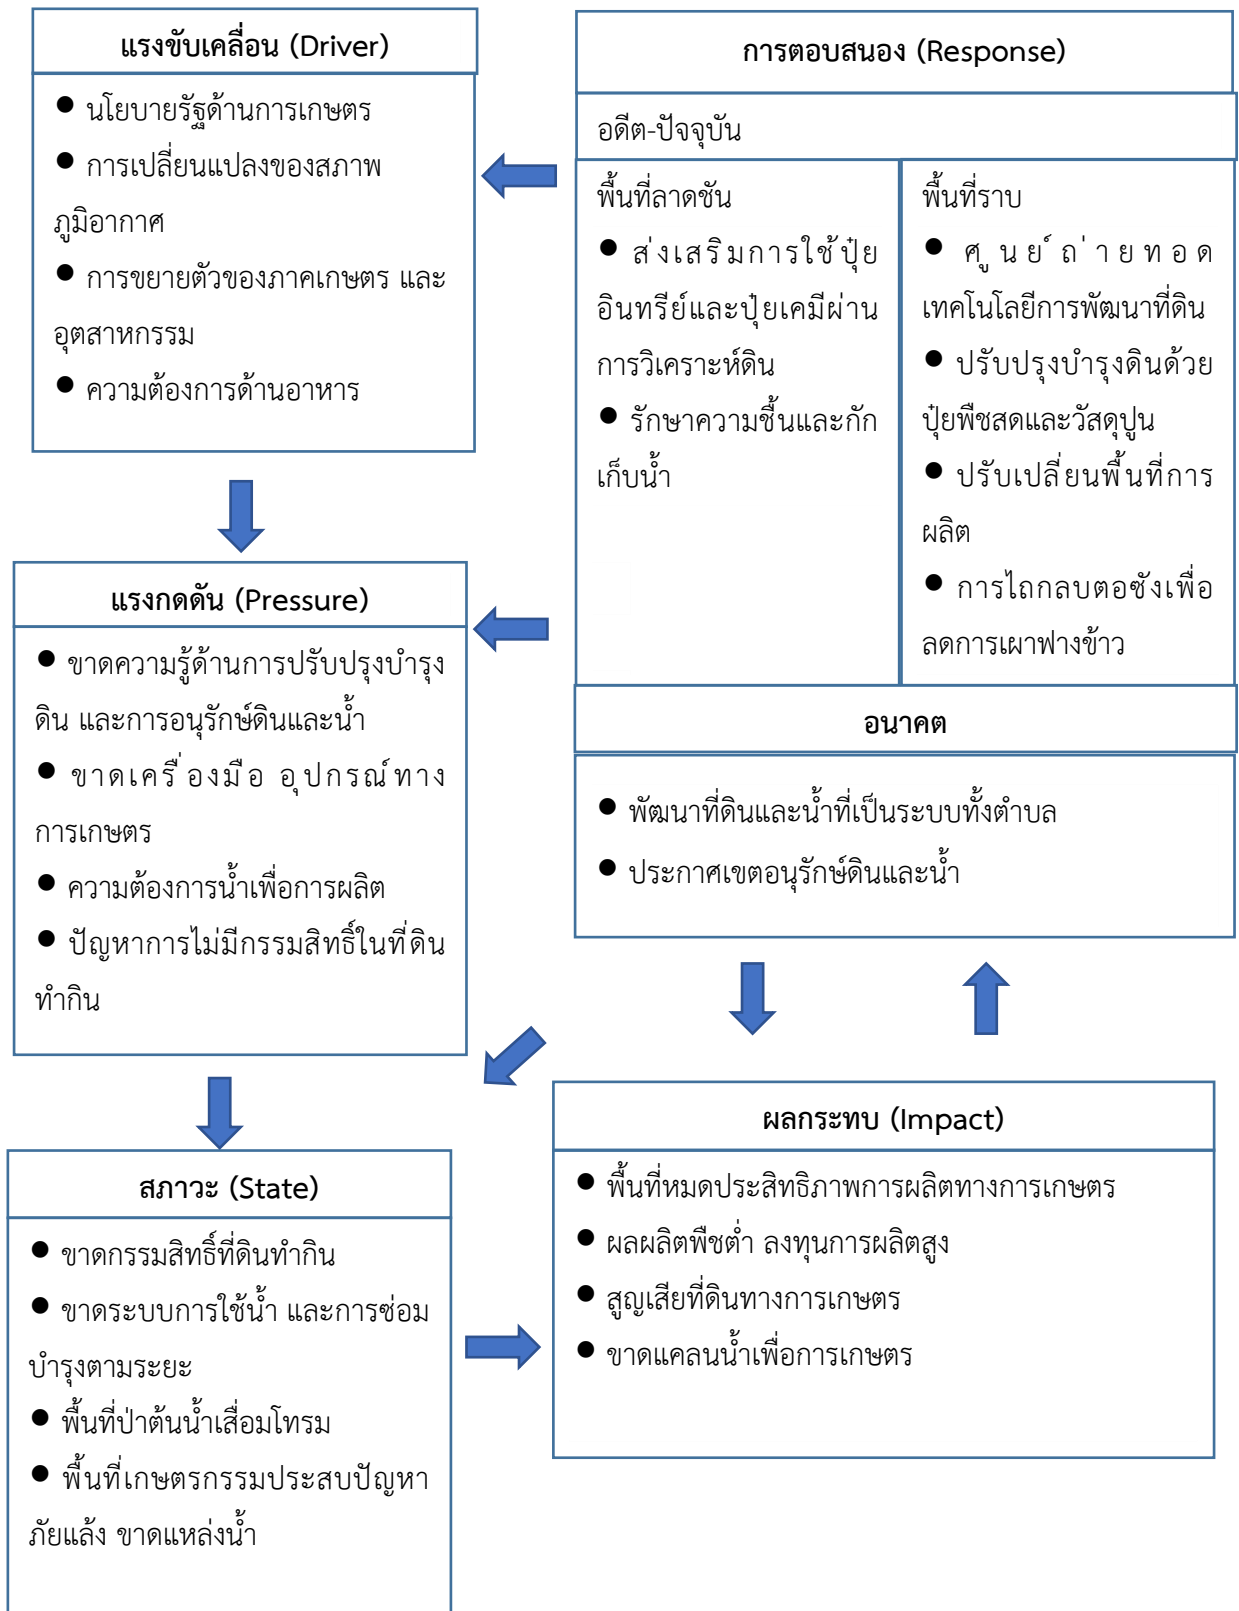 แรงขับเคลื่อน (Driver)
● นโยบายรัฐด้านการเกษตร
● การเปลี่ยนแปลงของสภาพ
ภูมิอากาศ
● การขยายตัวของภาคเกษตร และ
อุตสาหกรรม
● ความต้องการด้านอาหาร
แรงกดดัน (Pressure)
● ขาดความรู้ด้านการปรับปรุงบำรุง
ดิน และการอนุรักษ์ดินและน้ำ
● ขาดเครื่องมือ อุปกรณ์ทาง
การเกษตร
● ความต้องการน้ำเพื่อการผลิต
● ปัญหาการไม่มีกรรมสิทธิ์ในที่ดิน
ทำกิน
สภาวะ (State)
● ขาดกรรมสิทธิ์ที่ดินทำกิน
● ขาดระบบการใช้น้ำ และการซ่อม
บำรุงตามระยะ
● พื้นที่ป่าต้นน้ำเสื่อมโทรม
● พื้นที่เกษตรกรรมประสบปัญหา
ภัยแล้ง ขาดแหล่งน้ำ
การตอบสนอง (Response)
อดีต-ปัจจุบัน
พื้นที่ลาดชัน
● ส่งเสริมการใช้ปุ๋ย
อินทรีย์และปุ๋ยเคมีผ่าน
การวิเคราะห์ดิน
● รักษาความชื้นและกัก
เก็บน้ำ
พื้นที่ราบ
● ศูนย์ถ่ายทอด
เทคโนโลยีการพัฒนาที่ดิน
● ปรับปรุงบำรุงดินด้วย
ปุ๋ยพืชสดและวัสดุปูน
● ปรับเปลี่ยนพื้นที่การ
ผลิต
● การไถกลบตอซังเพื่อ
ลดการเผาฟางข้าว
อนาคต
● พัฒนาที่ดินและน้ำที่เป็นระบบทั้งตำบล
● ประกาศเขตอนุรักษ์ดินและน้ำ
ผลกระทบ (Impact)
● พื้นที่หมดประสิทธิภาพการผลิตทางการเกษตร
● ผลผลิตพืชต่ำ ลงทุนการผลิตสูง
● สูญเสียที่ดินทางการเกษตร
● ขาดแคลนน้ำเพื่อการเกษตร